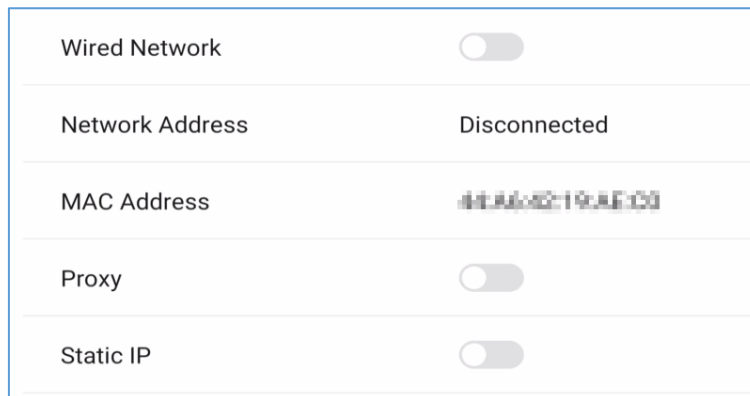 Wired Network
Network Address Disconnected
MAC Address
Proxy
Static IP